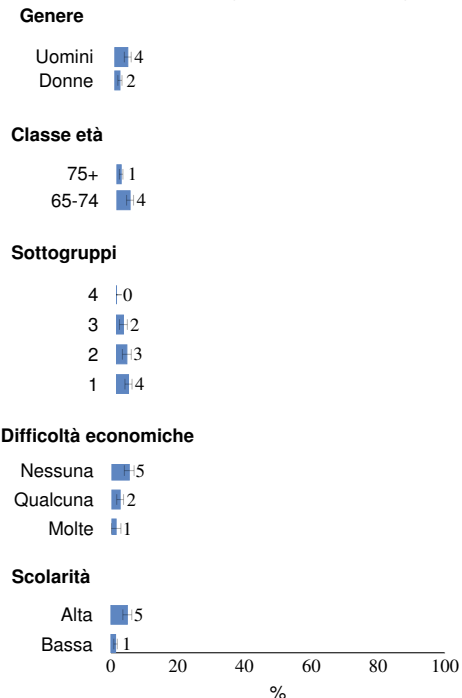 Genere
Uomini 4
Donne 2
Classe età
75+ 1
65-74 4
Sottogruppi
4 0
3 2
2 3
1 4
Difficoltà economiche
Nessuna 5
Qualcuna 2
Molte 1
Scolarità
Alta 5
Bassa 1
0 20 40 60 80 100
%